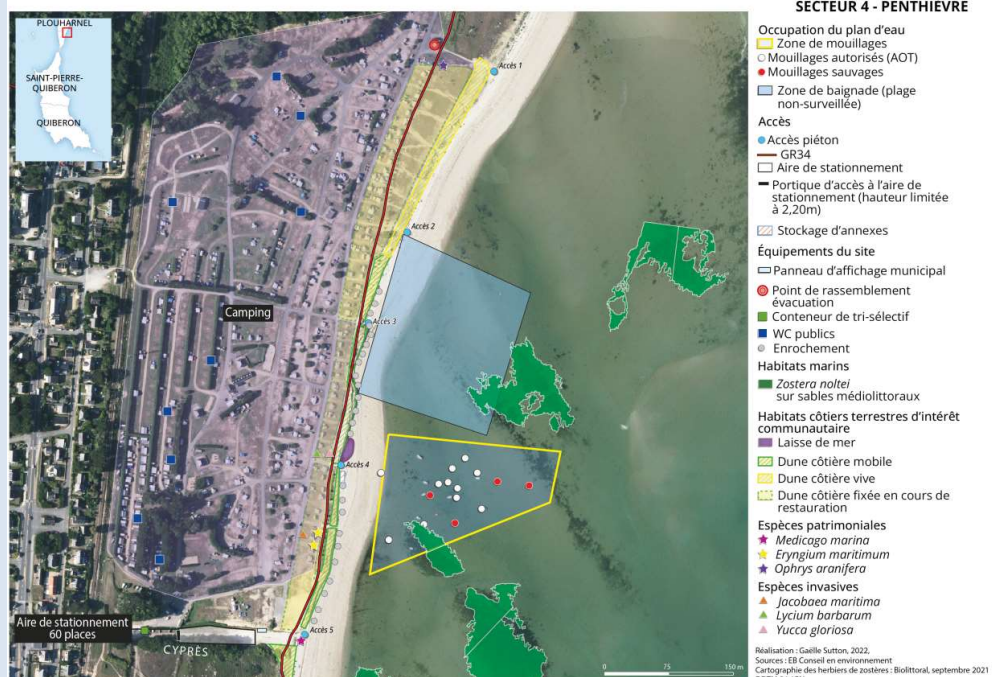 SECTEUR 4 - PENTHIÈVRE
PLOUHARNEL
SAINT-PIERRE-
QUIBERON
QUIBERON
Accès 1
Accès 2
Accès 3
Camping
Accès 4
Accès 5
Aire de stationnement
60 places
CYPRÈS
0 75 150 m
Occupation du plan d'eau
Zone de mouillages
Mouillages autorisés (AOT)
Mouillages sauvages
Zone de baignade (plage
non-surveillée)
Accès
Accès piéton
GR34
Aire de stationnement
Portique d'accès à l'aire de
stationnement (hauteur limitée
à 2,20m)
Stockage d'annexes
Équipements du site
Panneau d'affichage municipal
Point de rassemblement
évacuation
Conteneur de tri-sélectif
WC publics
Enrochement
Habitats marins
Zostera noltei
sur sables médiolittoraux
Habitats côtiers terrestres d'intérêt
communautaire
Laisse de mer
Dune côtière mobile
Dune côtière vive
Dune côtière fixée en cours de
restauration
Espèces patrimoniales
Medicago marina
Eryngium maritimum
Ophrys aranifera
Espèces invasives
Jacobaea maritima
Lycium barbarum
Yucca gloriosa
Réalisation : Gaëlle Sutton, 2022,
Sources : EB Conseil en environnement
Cartographie des herbiers de zostères : Biolittoral, septembre 2021